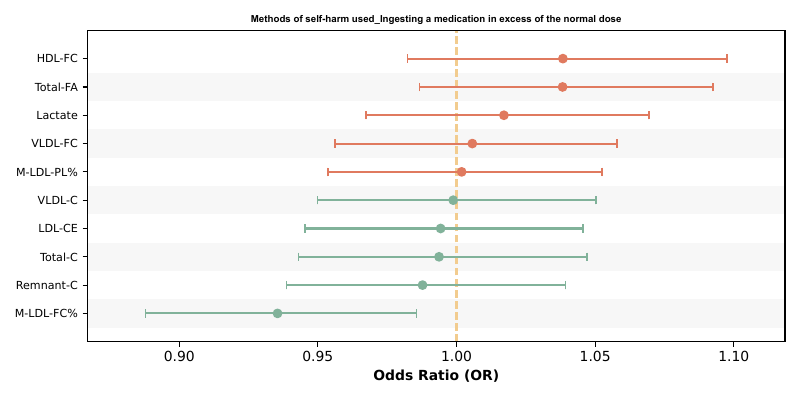 Methods of self-harm used_Ingesting a medication in excess of the normal dose
HDL-FC
Total-FA
Lactate
VLDL-FC
M-LDL-PL%
VLDL-C
LDL-CE
Total-C
Remnant-C
M-LDL-FC%
0.90 0.95 1.00 1.05 1.10
Odds Ratio (OR)